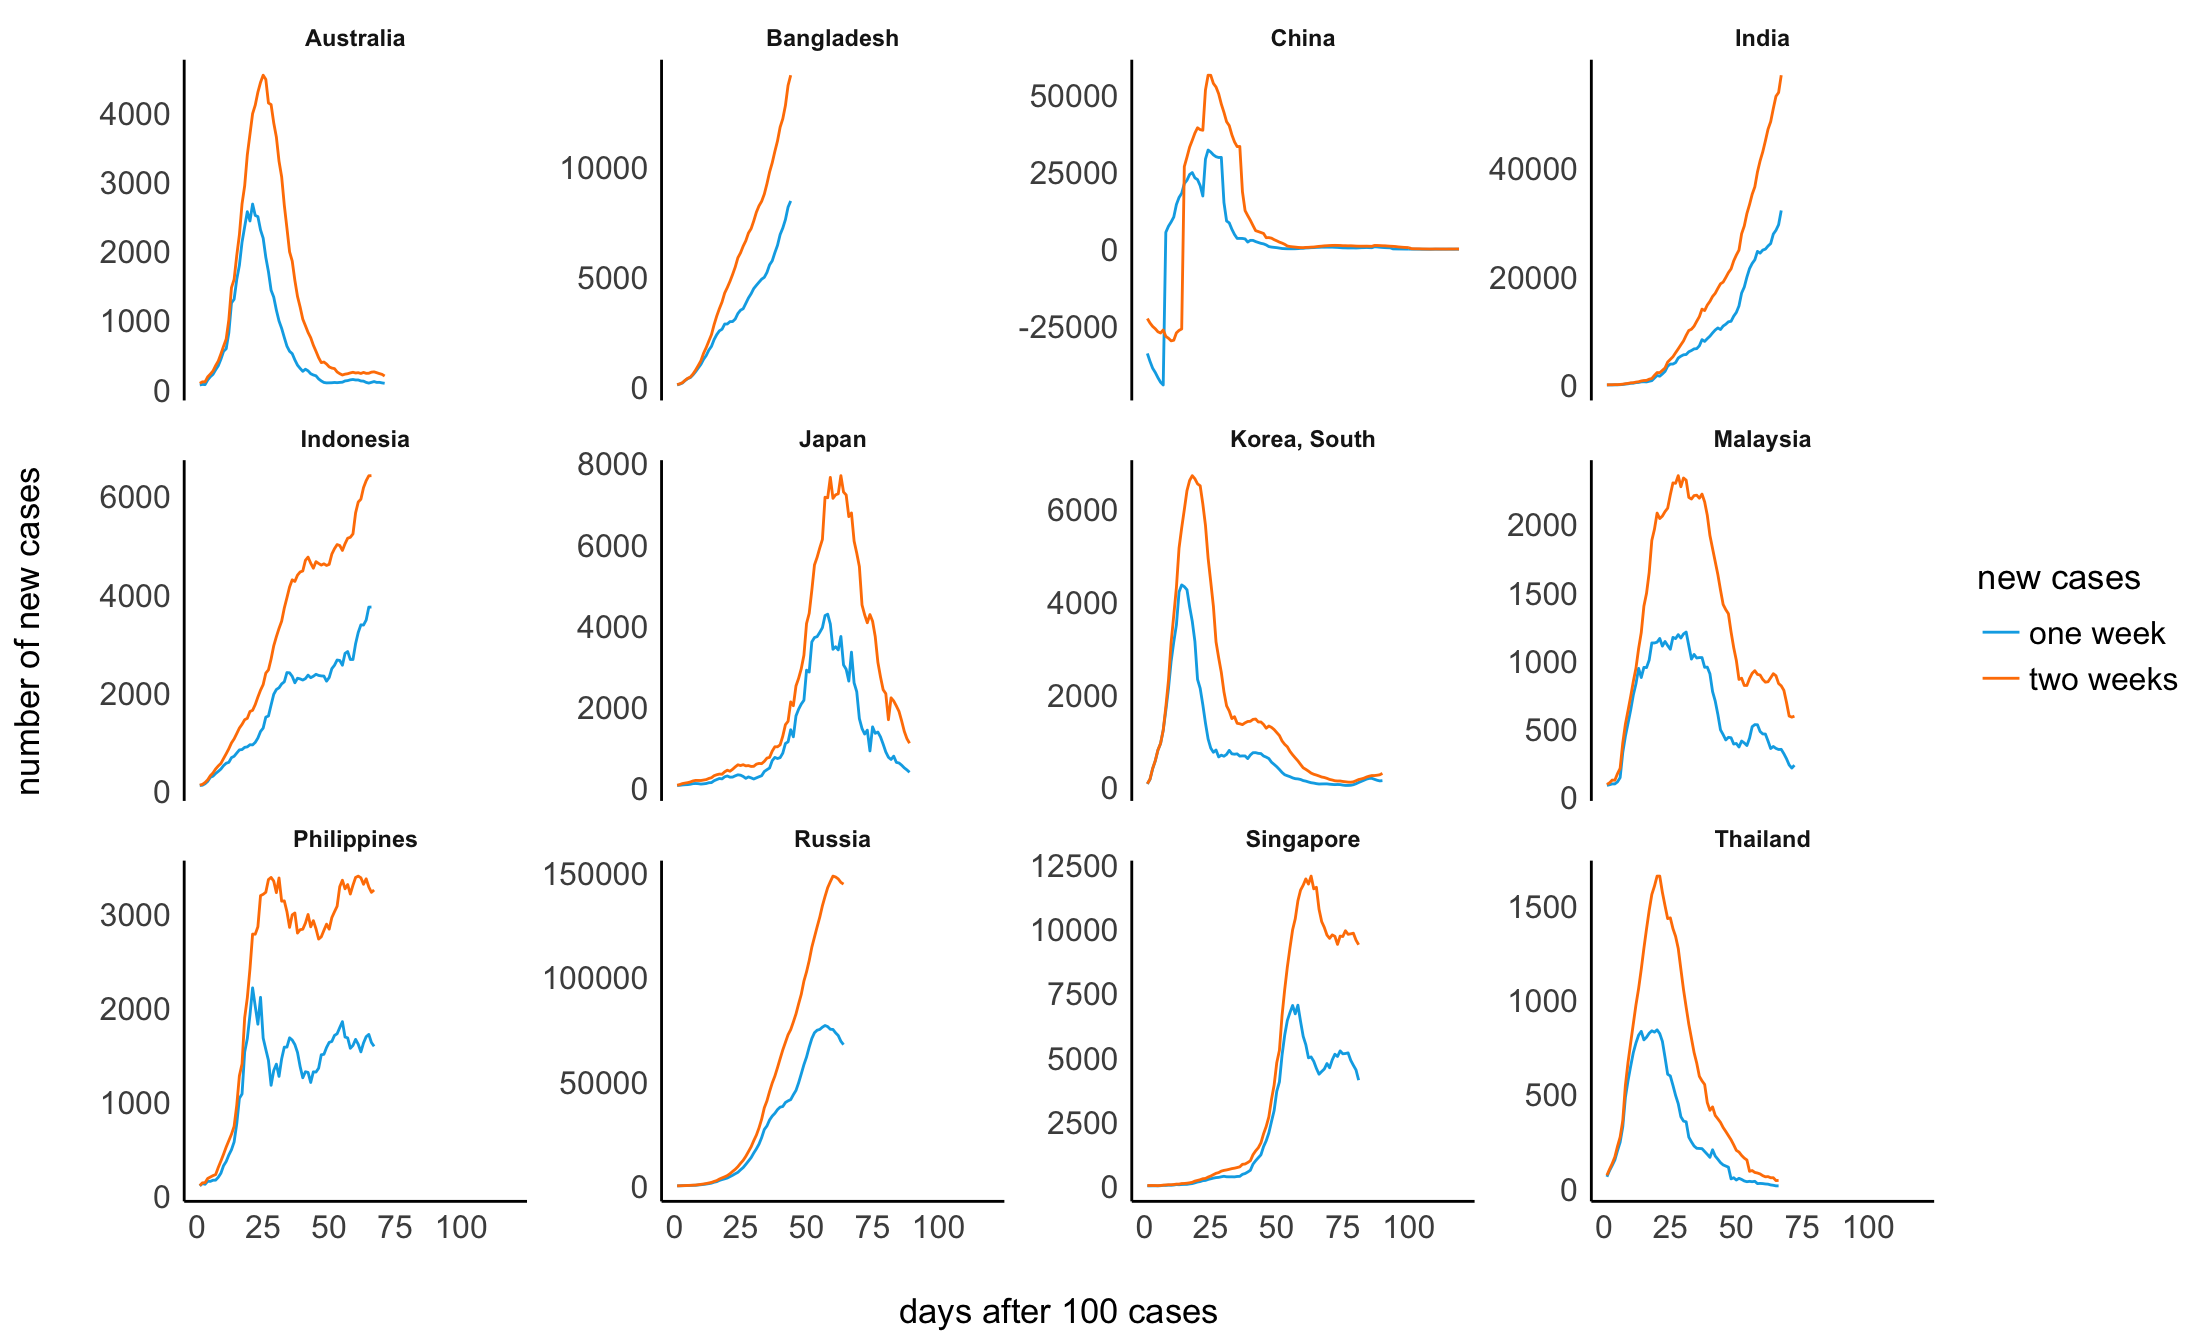 Australia
Bangladesh
China
India
4000
3000
2000
1000
0
10000
5000
0
50000
25000
0
-25000
40000
20000
0
Indonesia
Japan
Korea, South
Malaysia
6000
4000
2000
0
8000
6000
4000
2000
0
6000
4000
2000
0
2000
1500
1000
500
0
number of new cases
new cases
one week
two weeks
Philippines
Russia
Singapore
Thailand
3000
2000
1000
0
150000
100000
50000
0
12500
10000
7500
5000
2500
0
1500
1000
500
0
0 25 50 75 100
0 25 50 75 100
0 25 50 75 100
0 25 50 75 100
days after 100 cases